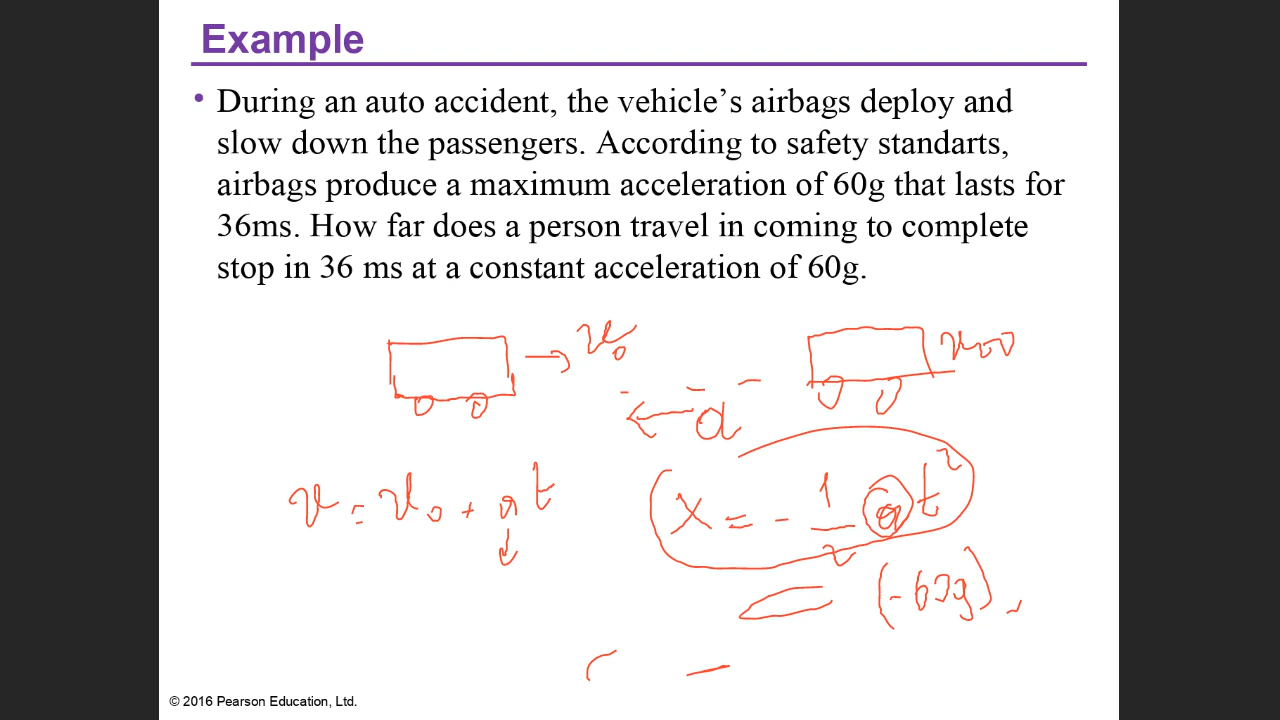 Example
• During an auto accident, the vehicle’s airbags deploy and
slow down the passengers. According to safety standarts,
airbags produce a maximum acceleration of 60g that lasts for
36ms. How far does a person travel in coming to complete
stop in 36 ms at a constant acceleration of 60g.
→ v₀
v=0
← a
v = v₀ + at
x = - 1/2 at²
© 2016 Pearson Education, Ltd.